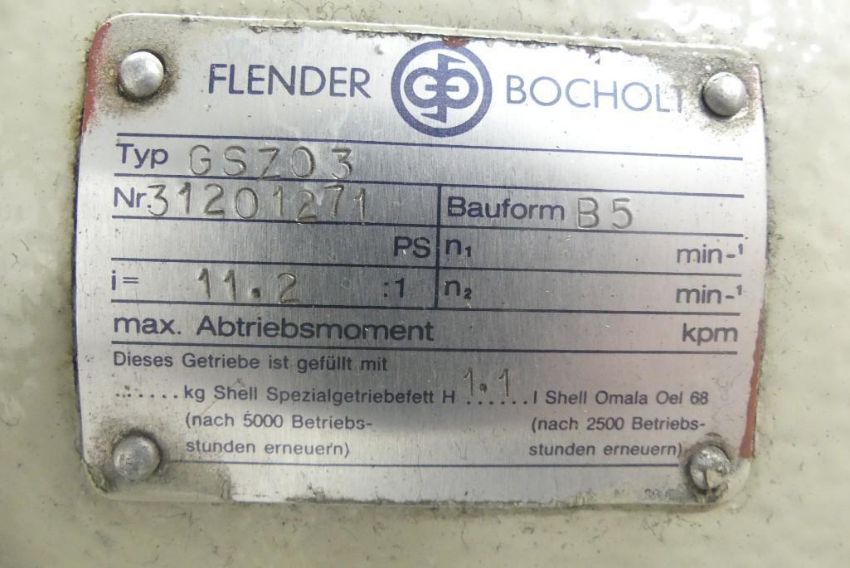 FLENDER BOCHOLT
Typ GSZ03
Nr. 31201271 Bauform B5
PS n₁ min-¹
i= 11.2 :1 n₂ min-¹
max. Abtriebsmoment kpm
Dieses Getriebe ist gefüllt mit
....... kg Shell Spezialgetriebefett H 1.1 ...... l Shell Omala Oel 68
(nach 5000 Betriebs- (nach 2500 Betriebs-
stunden erneuern) stunden erneuern)